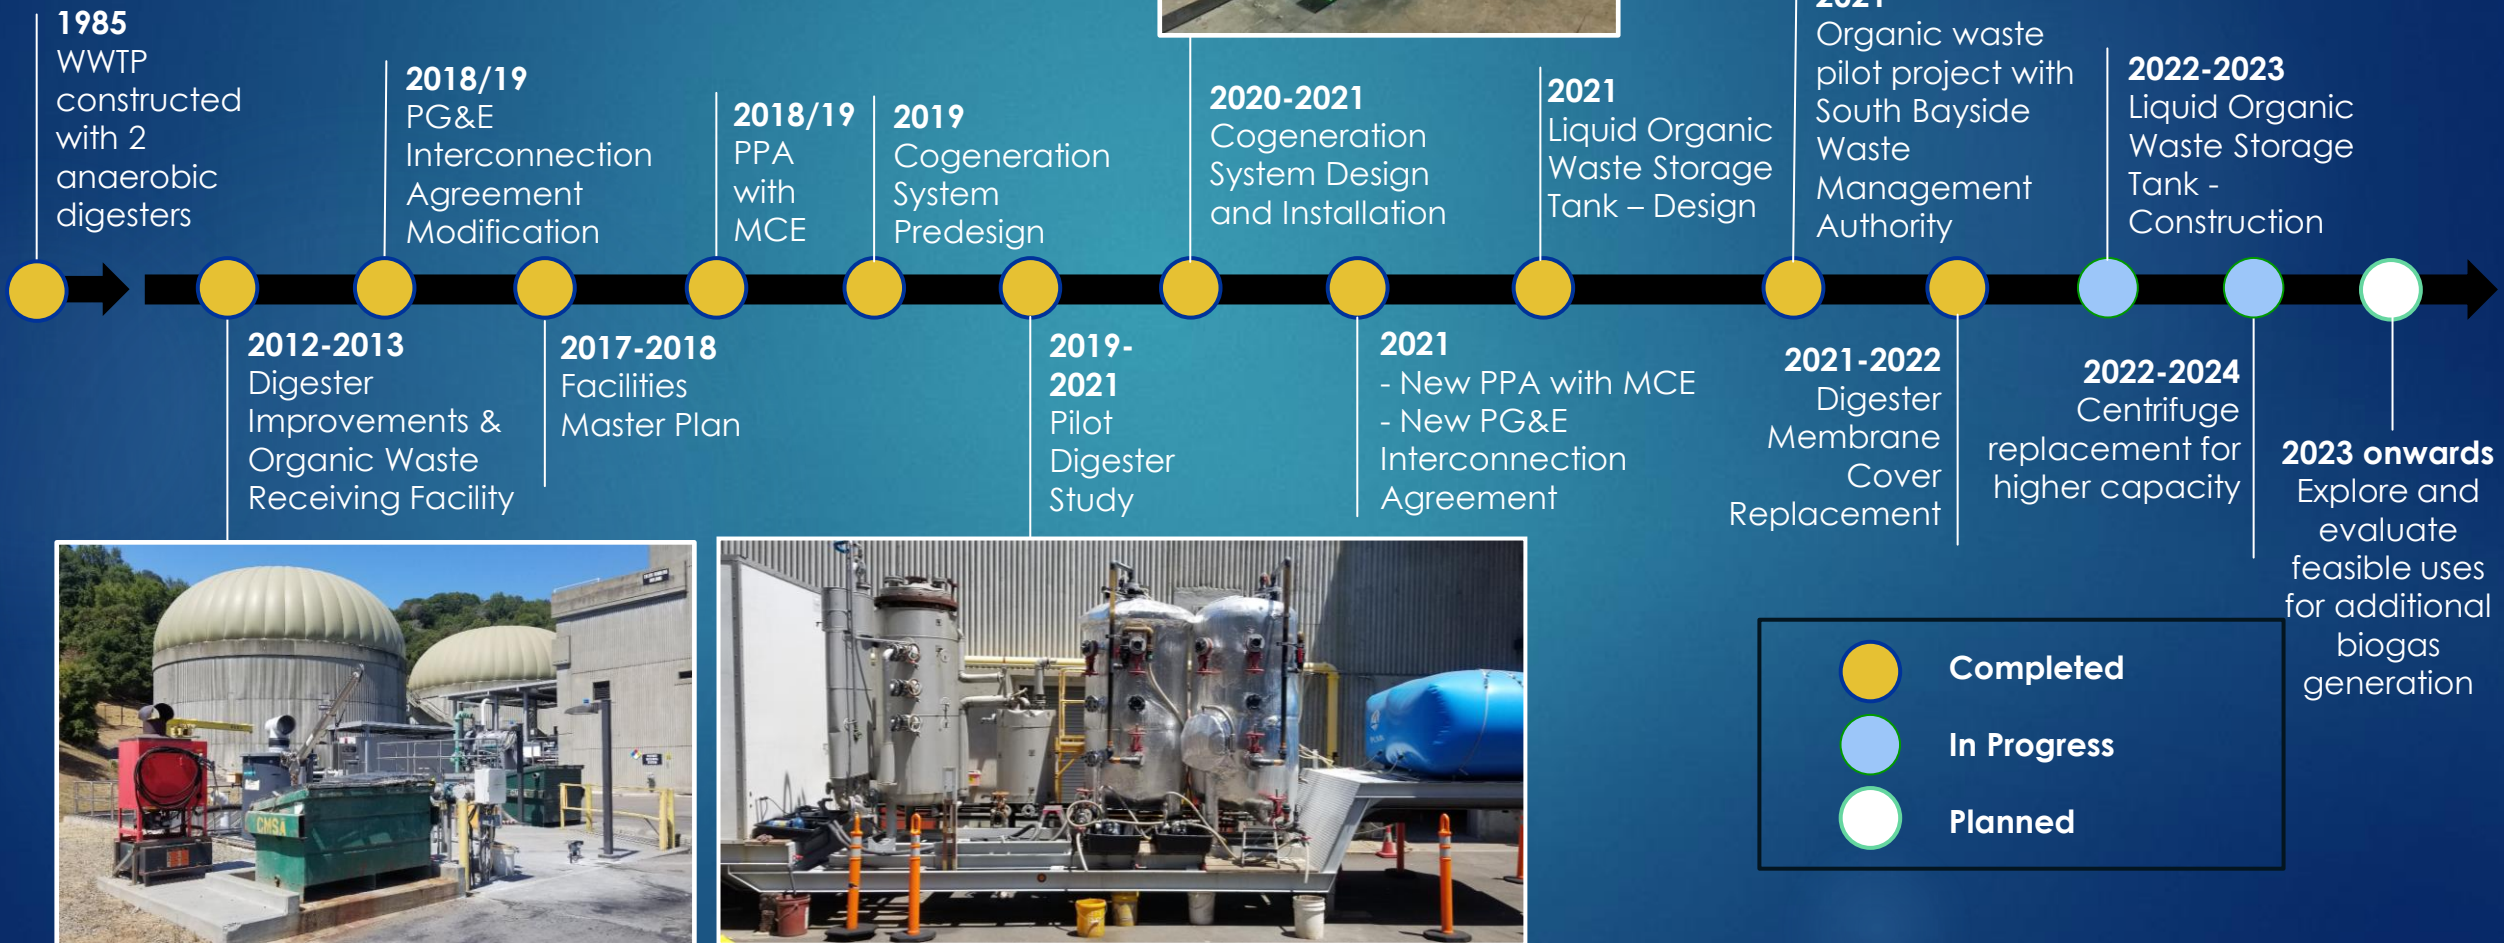 1985
WWTP
constructed
with 2
anaerobic
digesters
2018/19
PG&E
Interconnection
Agreement
Modification
2018/19
PPA
with
MCE
2019
Cogeneration
System
Predesign
2020-2021
Cogeneration
System Design
and Installation
2021
Liquid Organic
Waste Storage
Tank – Design
2021
Organic waste
pilot project with
South Bayside
Waste
Management
Authority
2022-2023
Liquid Organic
Waste Storage
Tank -
Construction
2012-2013
Digester
Improvements &
Organic Waste
Receiving Facility
2017-2018
Facilities
Master Plan
2019-
2021
Pilot
Digester
Study
2021
- New PPA with MCE
- New PG&E
Interconnection
Agreement
2021-2022
Digester
Membrane
Cover
Replacement
2022-2024
Centrifuge
replacement for
higher capacity
2023 onwards
Explore and
evaluate
feasible uses
for additional
biogas
generation
CMSA
Completed
In Progress
Planned